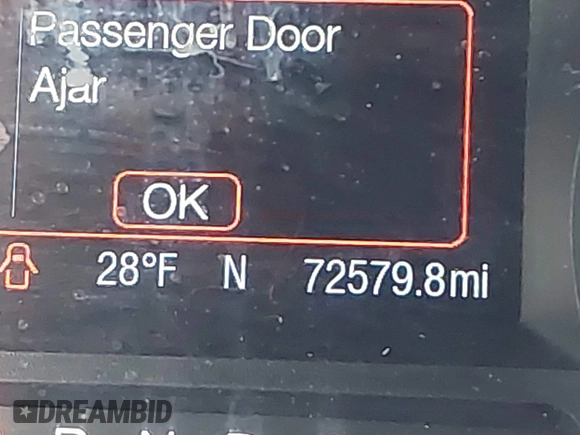 Passenger Door
Ajar
OK
28°F N 72579.8mi
DREAMBID